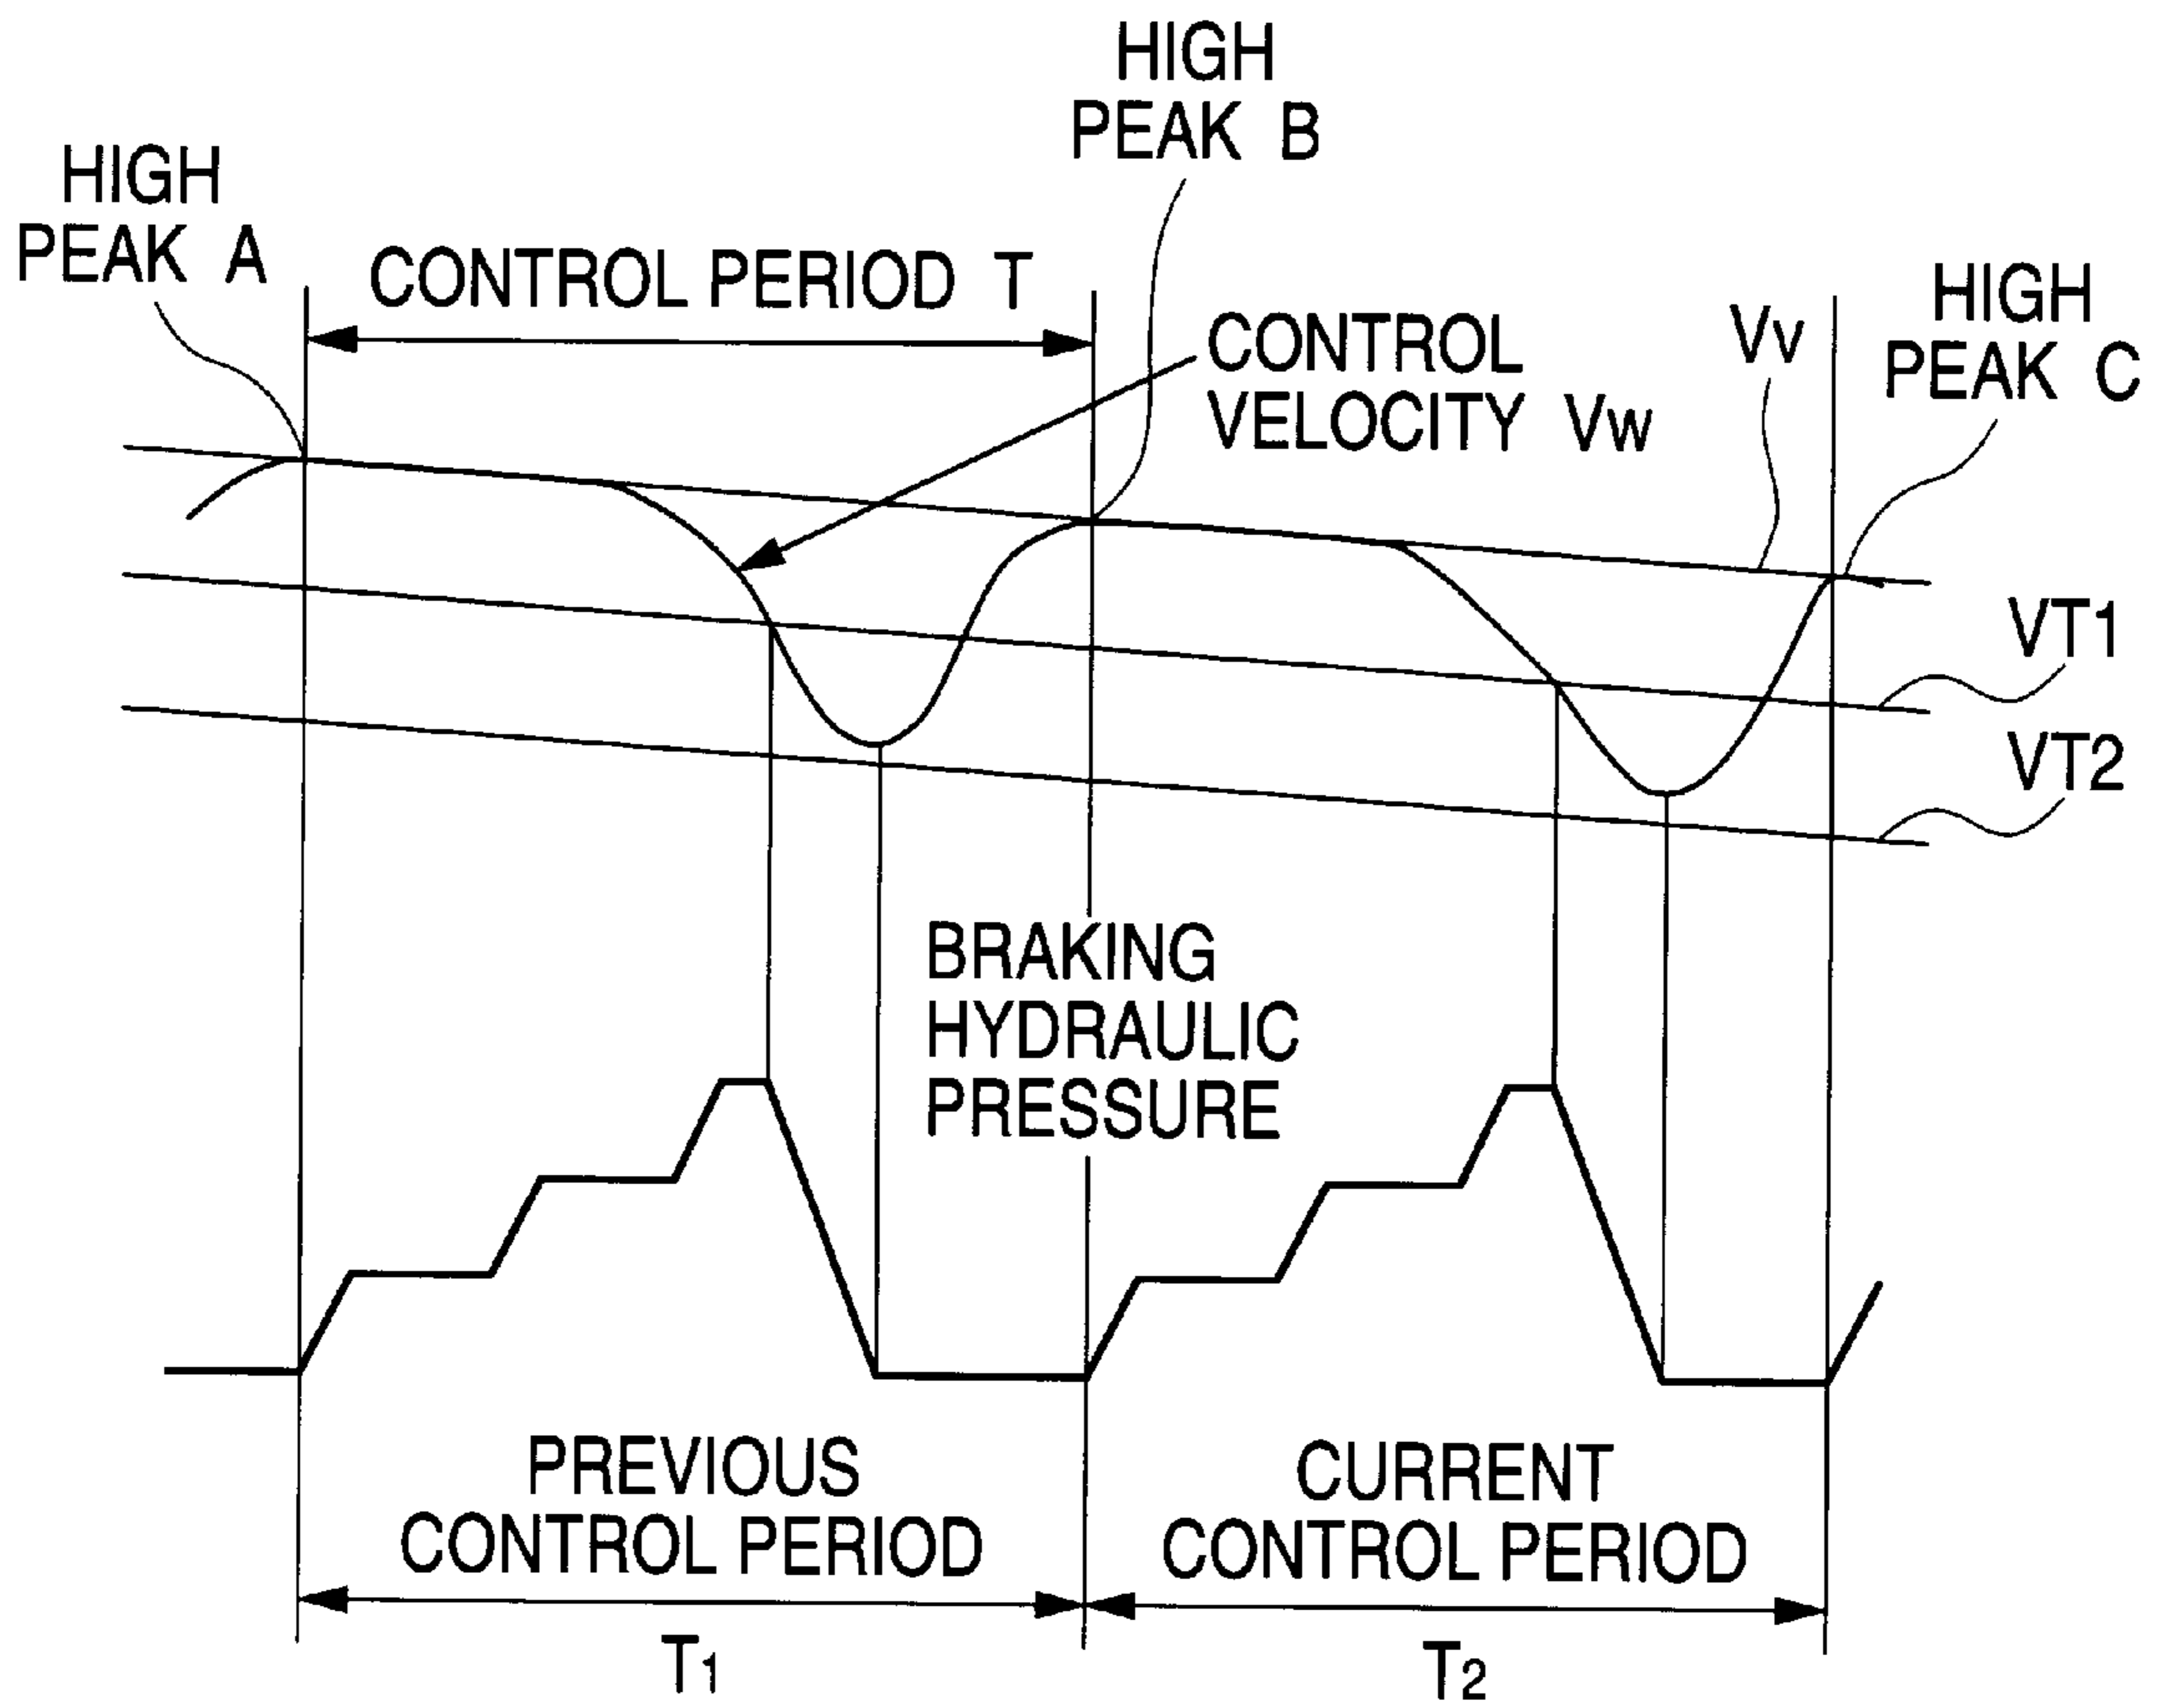 HIGH
PEAK B
HIGH
PEAK A
CONTROL PERIOD T
CONTROL
VELOCITY Vw
Vv
HIGH
PEAK C
VT1
VT2
BRAKING
HYDRAULIC
PRESSURE
PREVIOUS
CONTROL PERIOD
CURRENT
CONTROL PERIOD
T1
T2